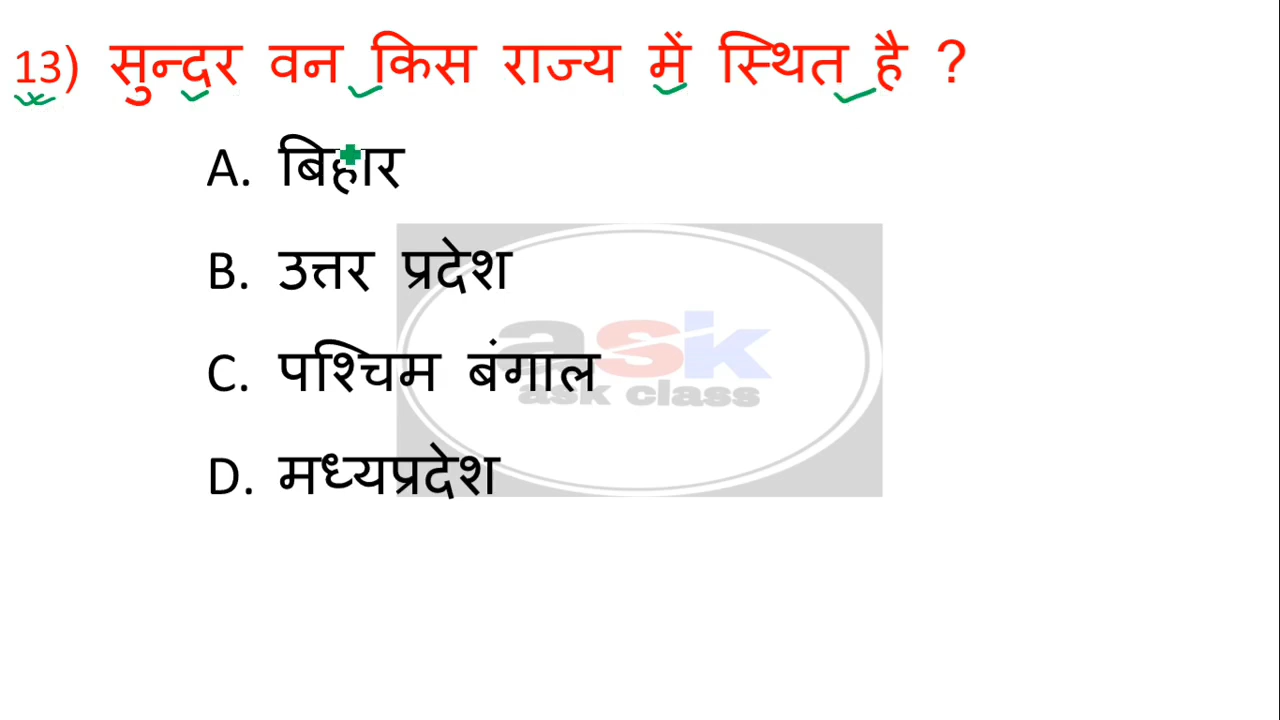 13) सुन्दर वन किस राज्य में स्थित है ?
A. बिहार
B. उत्तर प्रदेश
C. पश्चिम बंगाल
D. मध्यप्रदेश
ask
ask class